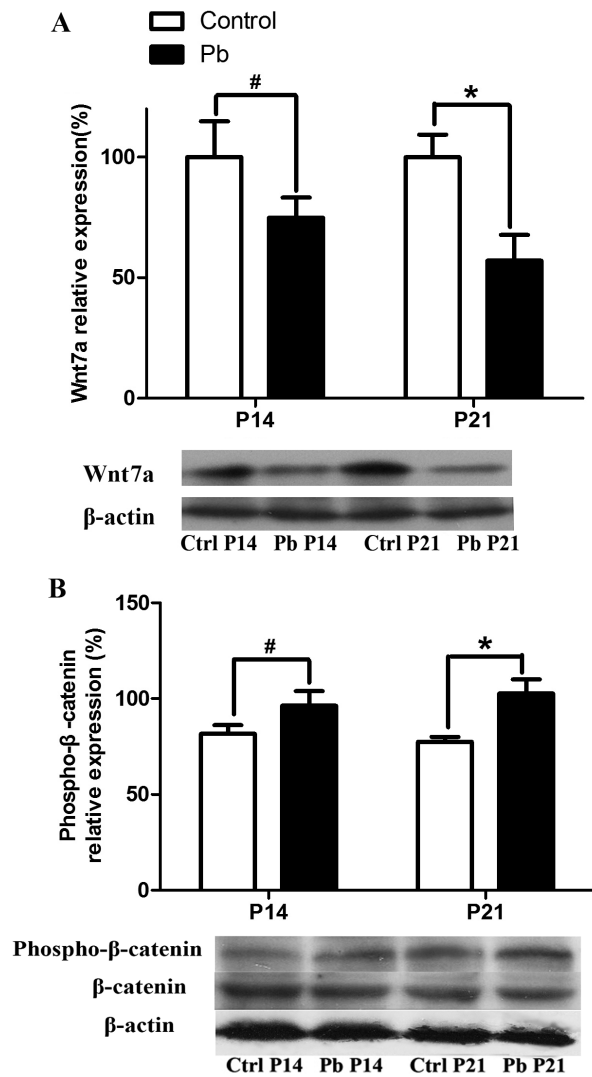 A
Control
Pb
#
*
Wnt7a relative expression(%)
100
50
0
P14
P21
Wnt7a
β-actin
Ctrl P14
Pb P14
Ctrl P21
Pb P21
B
Phospho-β -catenin
relative expression (%)
150
100
50
0
#
*
P14
P21
Phospho-β-catenin
β-catenin
β-actin
Ctrl P14
Pb P14
Ctrl P21
Pb P21